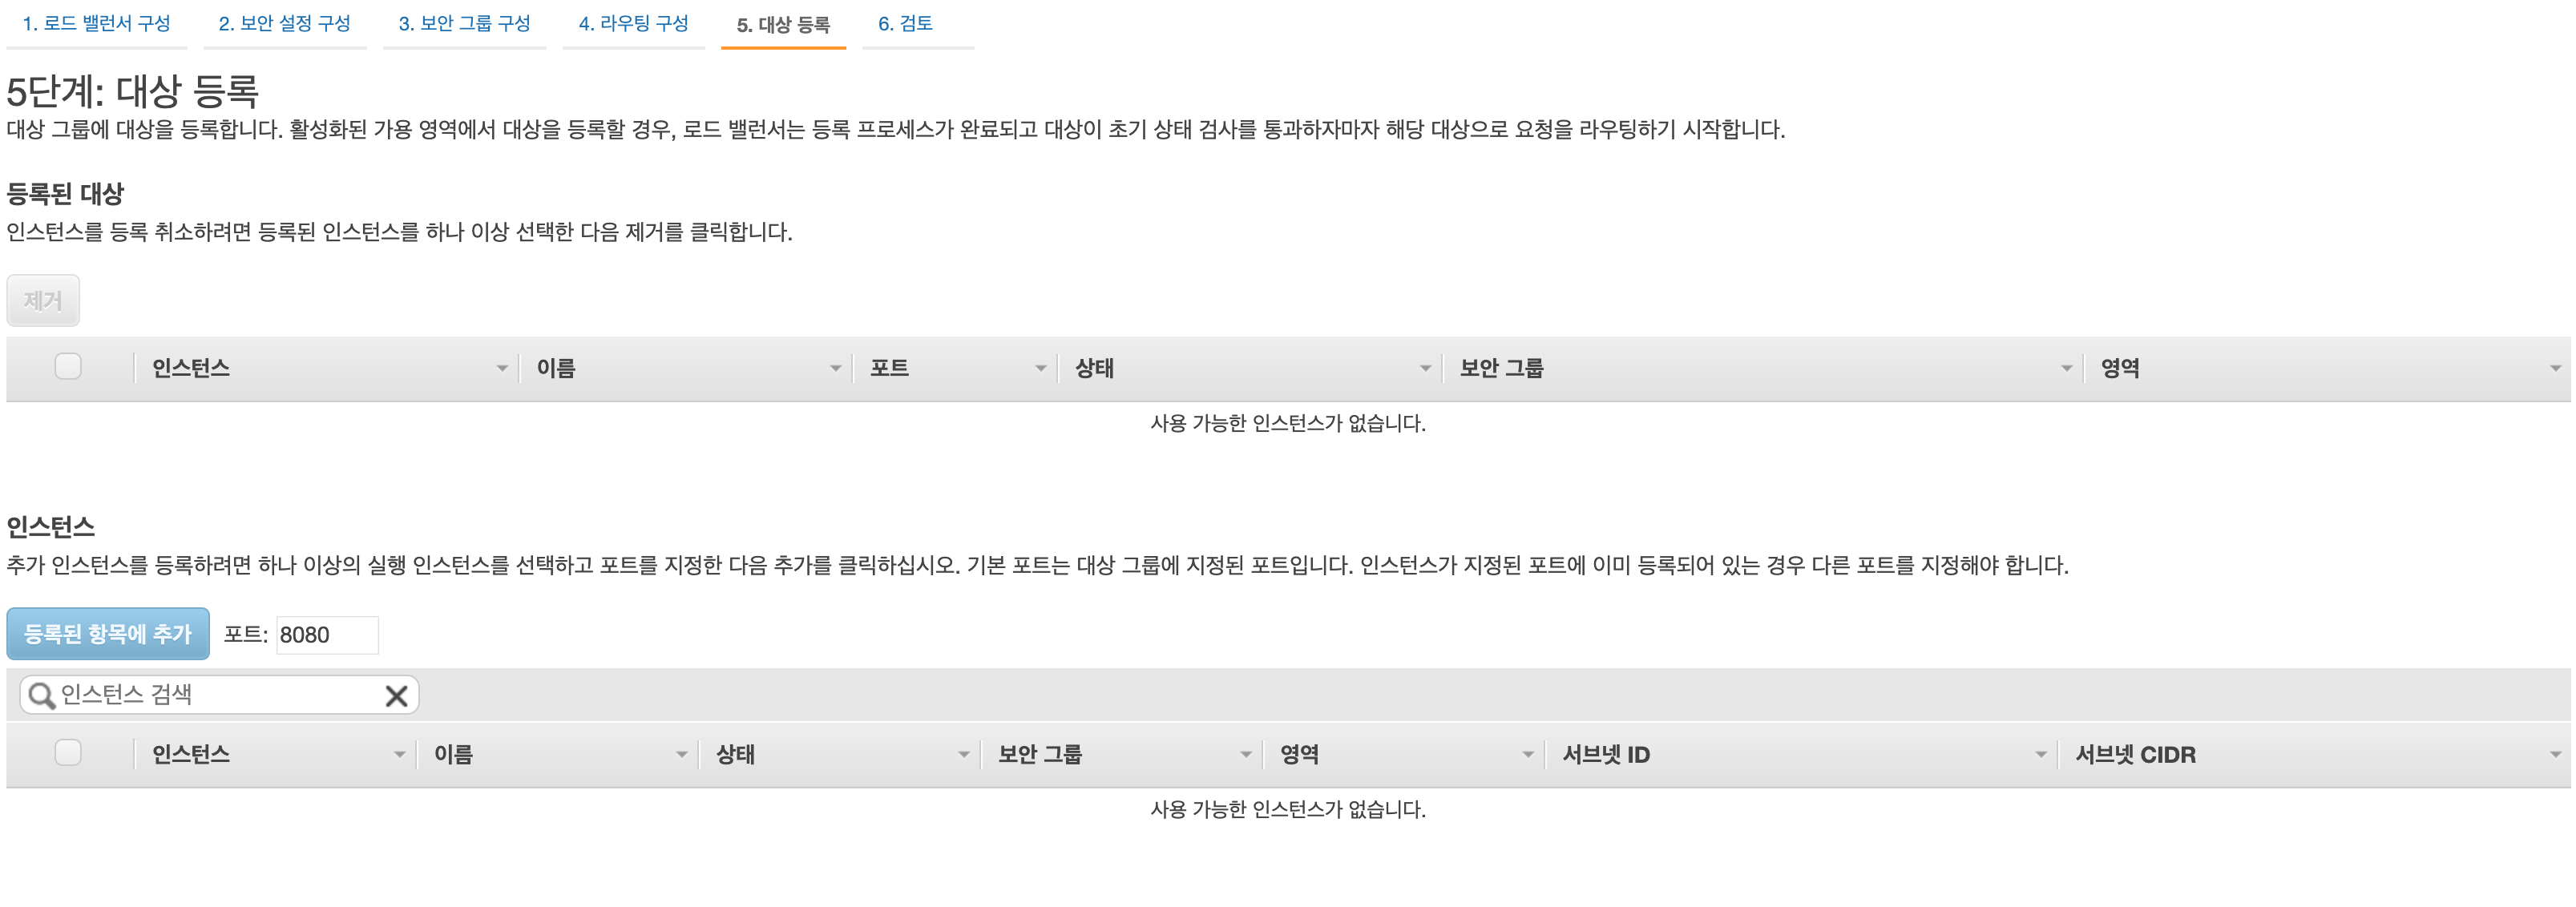 1. 로드 밸런서 구성 2. 보안 설정 구성 3. 보안 그룹 구성 4. 라우팅 구성 5. 대상 등록 6. 검토
5단계: 대상 등록
대상 그룹에 대상을 등록합니다. 활성화된 가용 영역에서 대상을 등록할 경우, 로드 밸런서는 등록 프로세스가 완료되고 대상이 초기 상태 검사를 통과하자마자 해당 대상으로 요청을 라우팅하기 시작합니다.
등록된 대상
인스턴스를 등록 취소하려면 등록된 인스턴스를 하나 이상 선택한 다음 제거를 클릭합니다.
제거
인스턴스 이름 포트 상태 보안 그룹 영역
사용 가능한 인스턴스가 없습니다.
인스턴스
추가 인스턴스를 등록하려면 하나 이상의 실행 인스턴스를 선택하고 포트를 지정한 다음 추가를 클릭하십시오. 기본 포트는 대상 그룹에 지정된 포트입니다. 인스턴스가 지정된 포트에 이미 등록되어 있는 경우 다른 포트를 지정해야 합니다.
등록된 항목에 추가 포트: 8080
인스턴스 검색
인스턴스 이름 상태 보안 그룹 영역 서브넷 ID 서브넷 CIDR
사용 가능한 인스턴스가 없습니다.